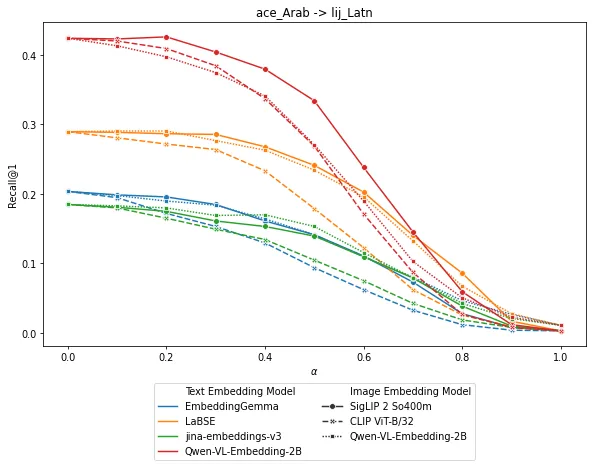 ace_Arab -> lij_Latn
Recall@1
0.4
0.3
0.2
0.1
0.0
0.0 0.2 0.4 0.6 0.8 1.0
α
Text Embedding Model
EmbeddingGemma
LaBSE
jina-embeddings-v3
Qwen-VL-Embedding-2B
Image Embedding Model
SigLIP 2 So400m
CLIP ViT-B/32
Qwen-VL-Embedding-2B